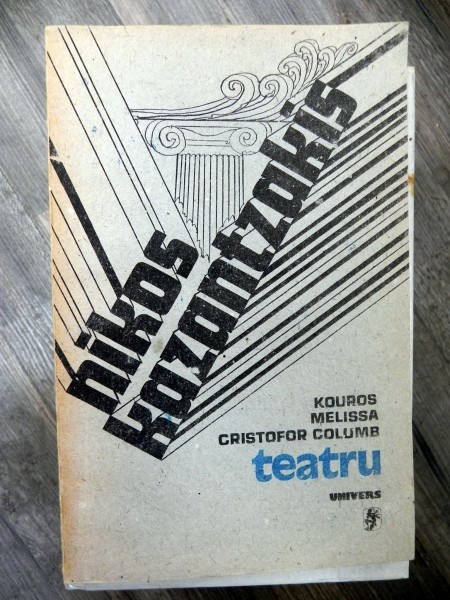 nikos
kazantzakis
KOUROS
MELISSA
CRISTOFOR COLUMB
teatru
UNIVERS